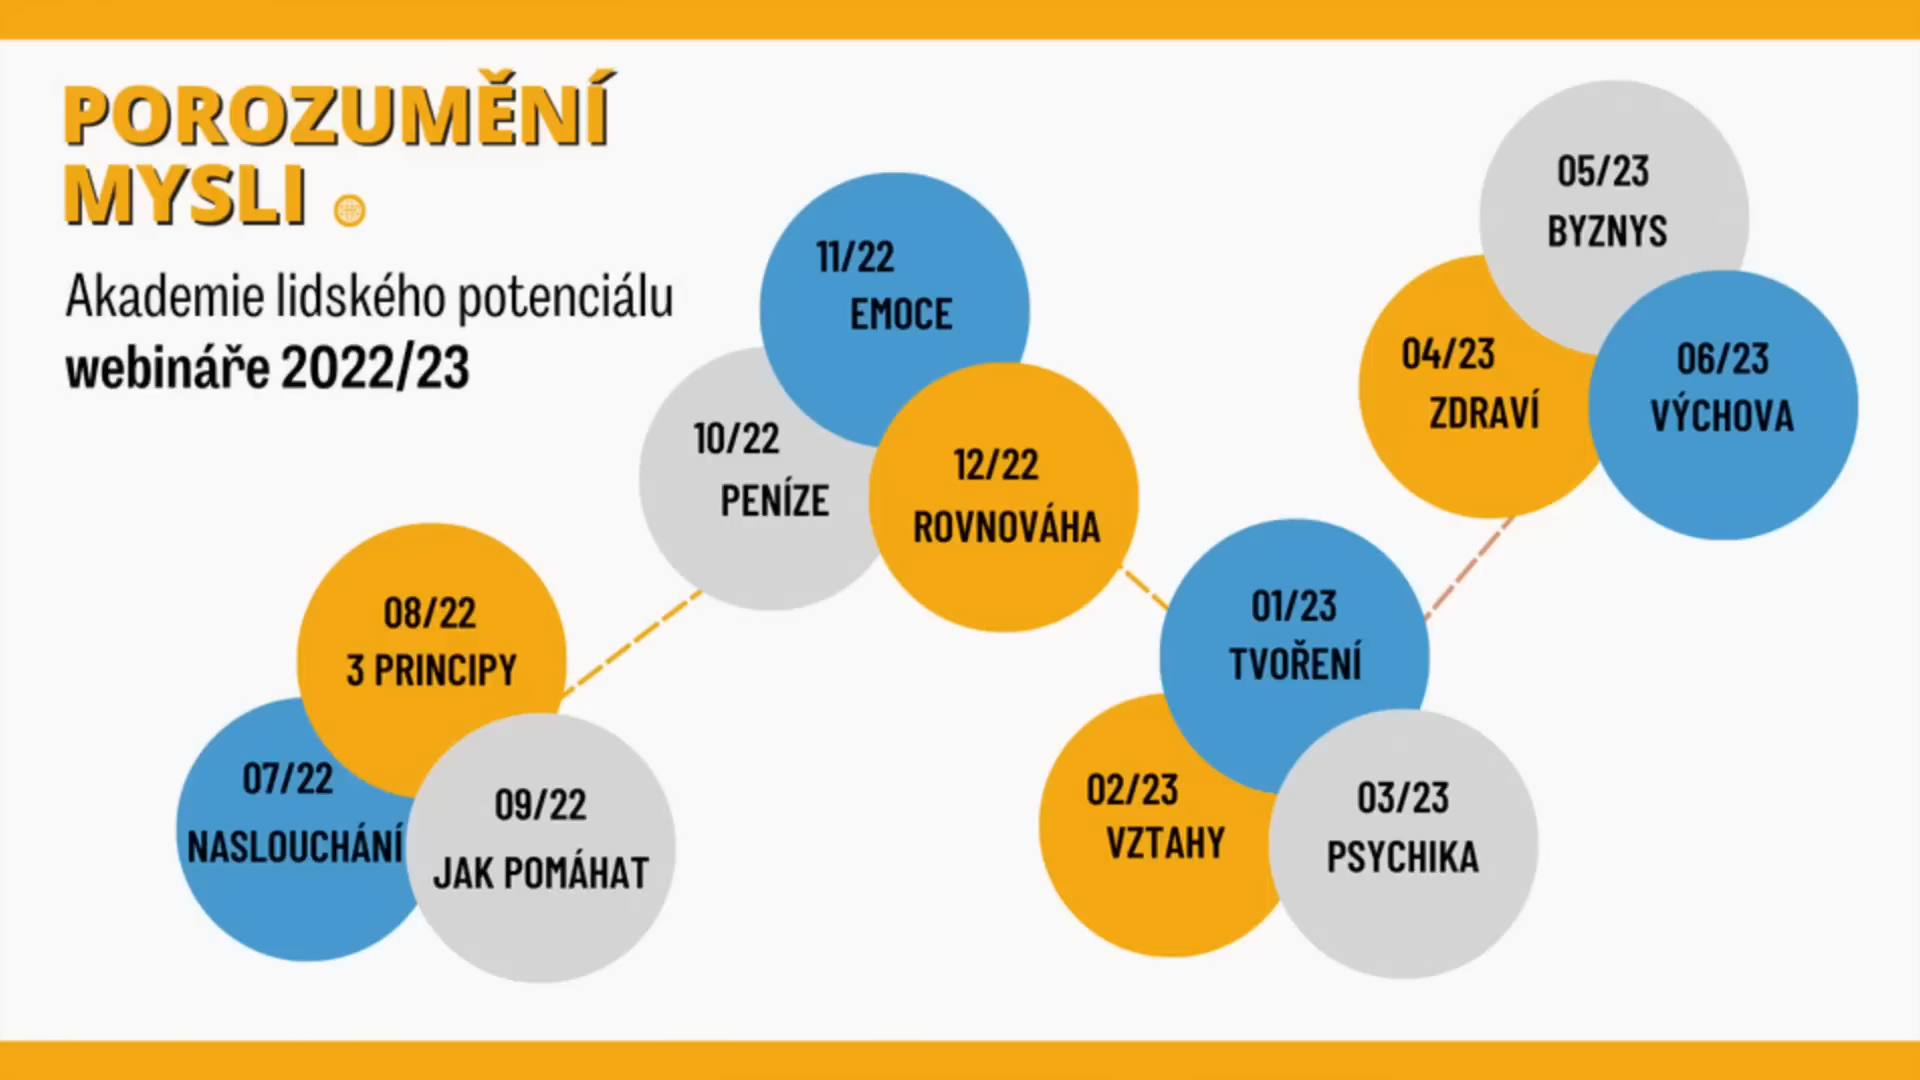 POROZUMĚNÍ
MYSLI
Akademie lidského potenciálu
webináře 2022/23
07/22
NASLOUCHÁNÍ
08/22
3 PRINCIPY
09/22
JAK POMÁHAT
10/22
PENÍZE
11/22
EMOCE
12/22
ROVNOVÁHA
01/23
TVOŘENÍ
02/23
VZTAHY
03/23
PSYCHIKA
04/23
ZDRAVÍ
05/23
BYZNYS
06/23
VÝCHOVA